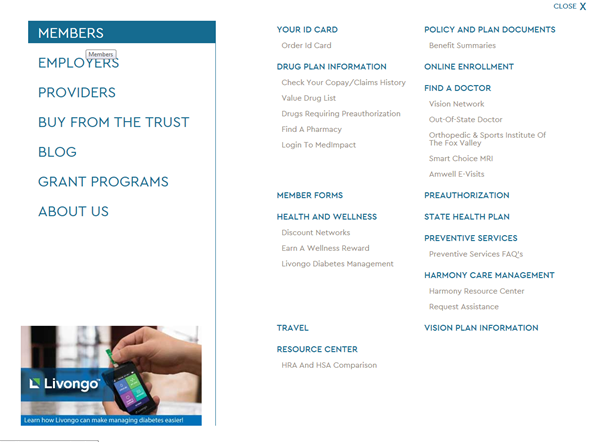 CLOSE X
MEMBERS
Members
EMPLOYERS
PROVIDERS
BUY FROM THE TRUST
BLOG
GRANT PROGRAMS
ABOUT US
YOUR ID CARD
Order Id Card
DRUG PLAN INFORMATION
Check Your Copay/Claims History
Value Drug List
Drugs Requiring Preauthorization
Find A Pharmacy
Login To MedImpact
MEMBER FORMS
HEALTH AND WELLNESS
Discount Networks
Earn A Wellness Reward
Livongo Diabetes Management
TRAVEL
RESOURCE CENTER
HRA And HSA Comparison
POLICY AND PLAN DOCUMENTS
Benefit Summaries
ONLINE ENROLLMENT
FIND A DOCTOR
Vision Network
Out-Of-State Doctor
Orthopedic & Sports Institute Of
The Fox Valley
Smart Choice MRI
Amwell E-Visits
PREAUTHORIZATION
STATE HEALTH PLAN
PREVENTIVE SERVICES
Preventive Services FAQ's
HARMONY CARE MANAGEMENT
Harmony Resource Center
Request Assistance
VISION PLAN INFORMATION
Livongo
Learn how Livongo can make managing diabetes easier!